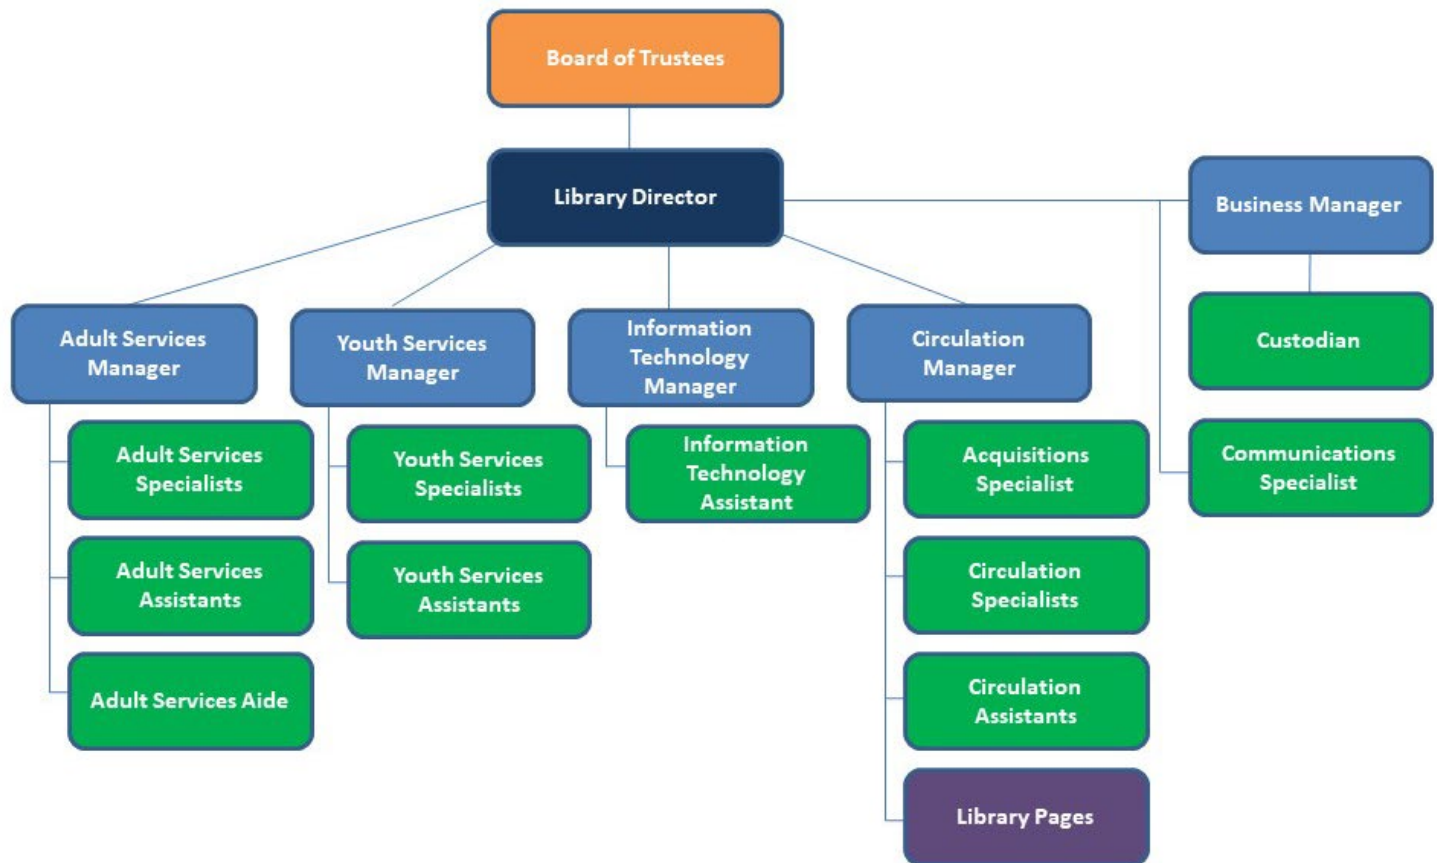 Board of Trustees
Library Director
Business Manager
Adult Services
Manager
Youth Services
Manager
Information
Technology
Manager
Circulation
Manager
Custodian
Adult Services
Specialists
Youth Services
Specialists
Information
Technology
Assistant
Acquisitions
Specialist
Communications
Specialist
Adult Services
Assistants
Youth Services
Assistants
Circulation
Specialists
Adult Services Aide
Circulation
Assistants
Library Pages